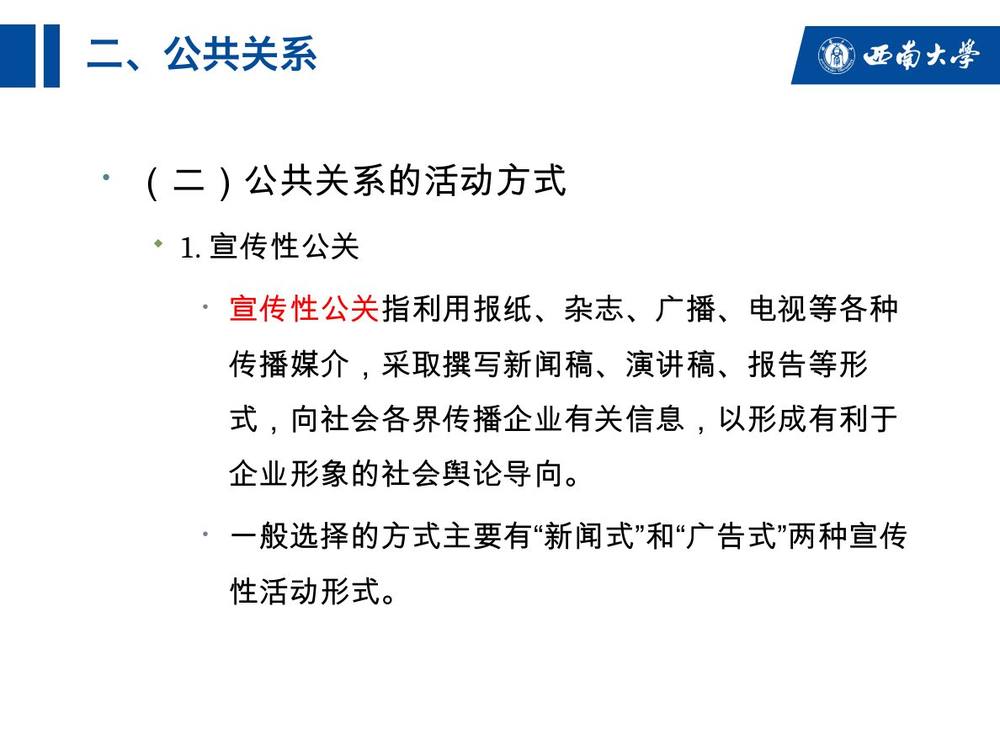 二、公共关系
西南大学
（二）公共关系的活动方式
1. 宣传性公关
宣传性公关指利用报纸、杂志、广播、电视等各种
传播媒介，采取撰写新闻稿、演讲稿、报告等形
式，向社会各界传播企业有关信息，以形成有利于
企业形象的社会舆论导向。
一般选择的方式主要有“新闻式”和“广告式”两种宣传
性活动形式。